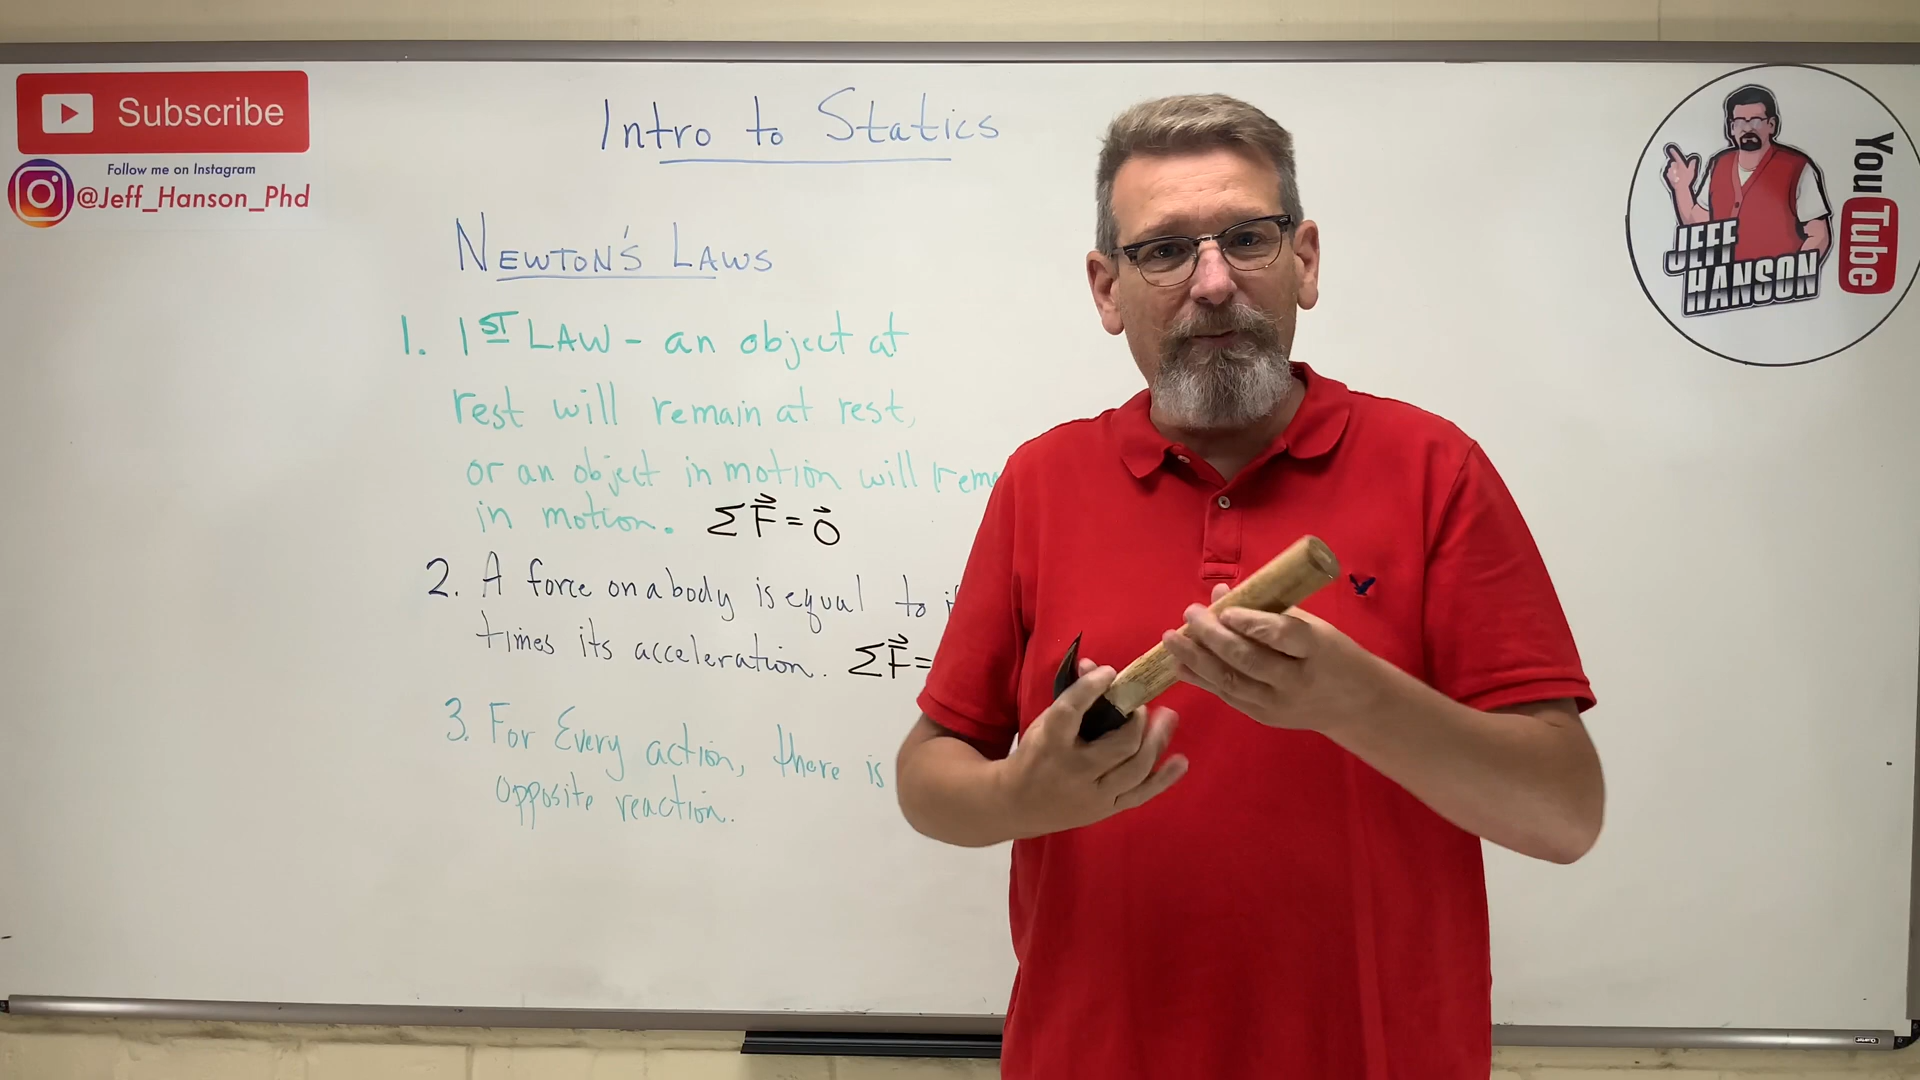 Subscribe
Follow me on Instagram
@Jeff_Hanson_Phd
Intro to Statics
NEWTON'S LAWS
1. 1ST LAW - an object at
rest will remain at rest,
or an object in motion will
in motion. ΣF⃗ = 0⃗
2. A force on a body is equal to
times its acceleration. ΣF⃗ =
3. For Every action, there is
opposite reaction.
JEFF
HANSON
YouTube